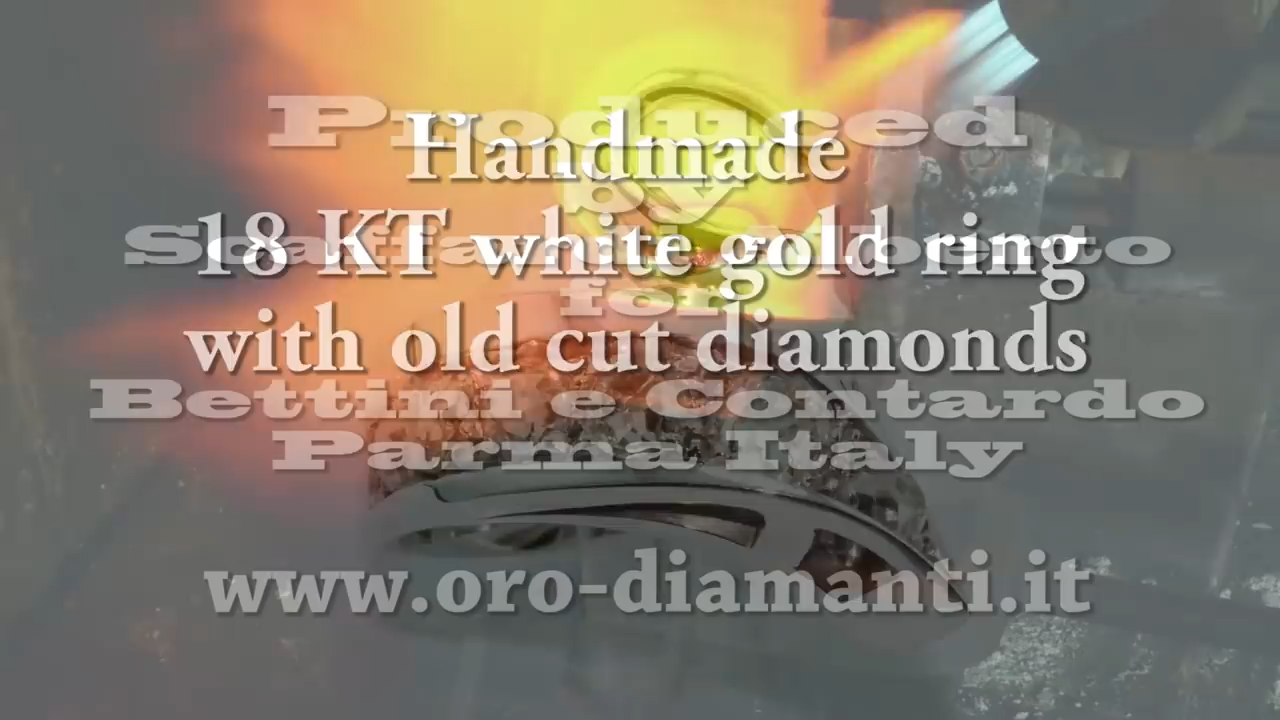 Produced
Handmade
by
18 KT white gold ring
for
with old cut diamonds
Bettini e Contardo
Parma Italy
www.oro-diamanti.it